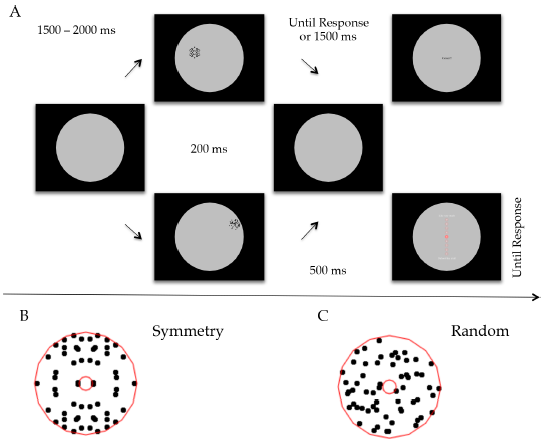 A
1500 – 2000 ms
Until Response
or 1500 ms
200 ms
500 ms
Until Response
B
Symmetry
C
Random